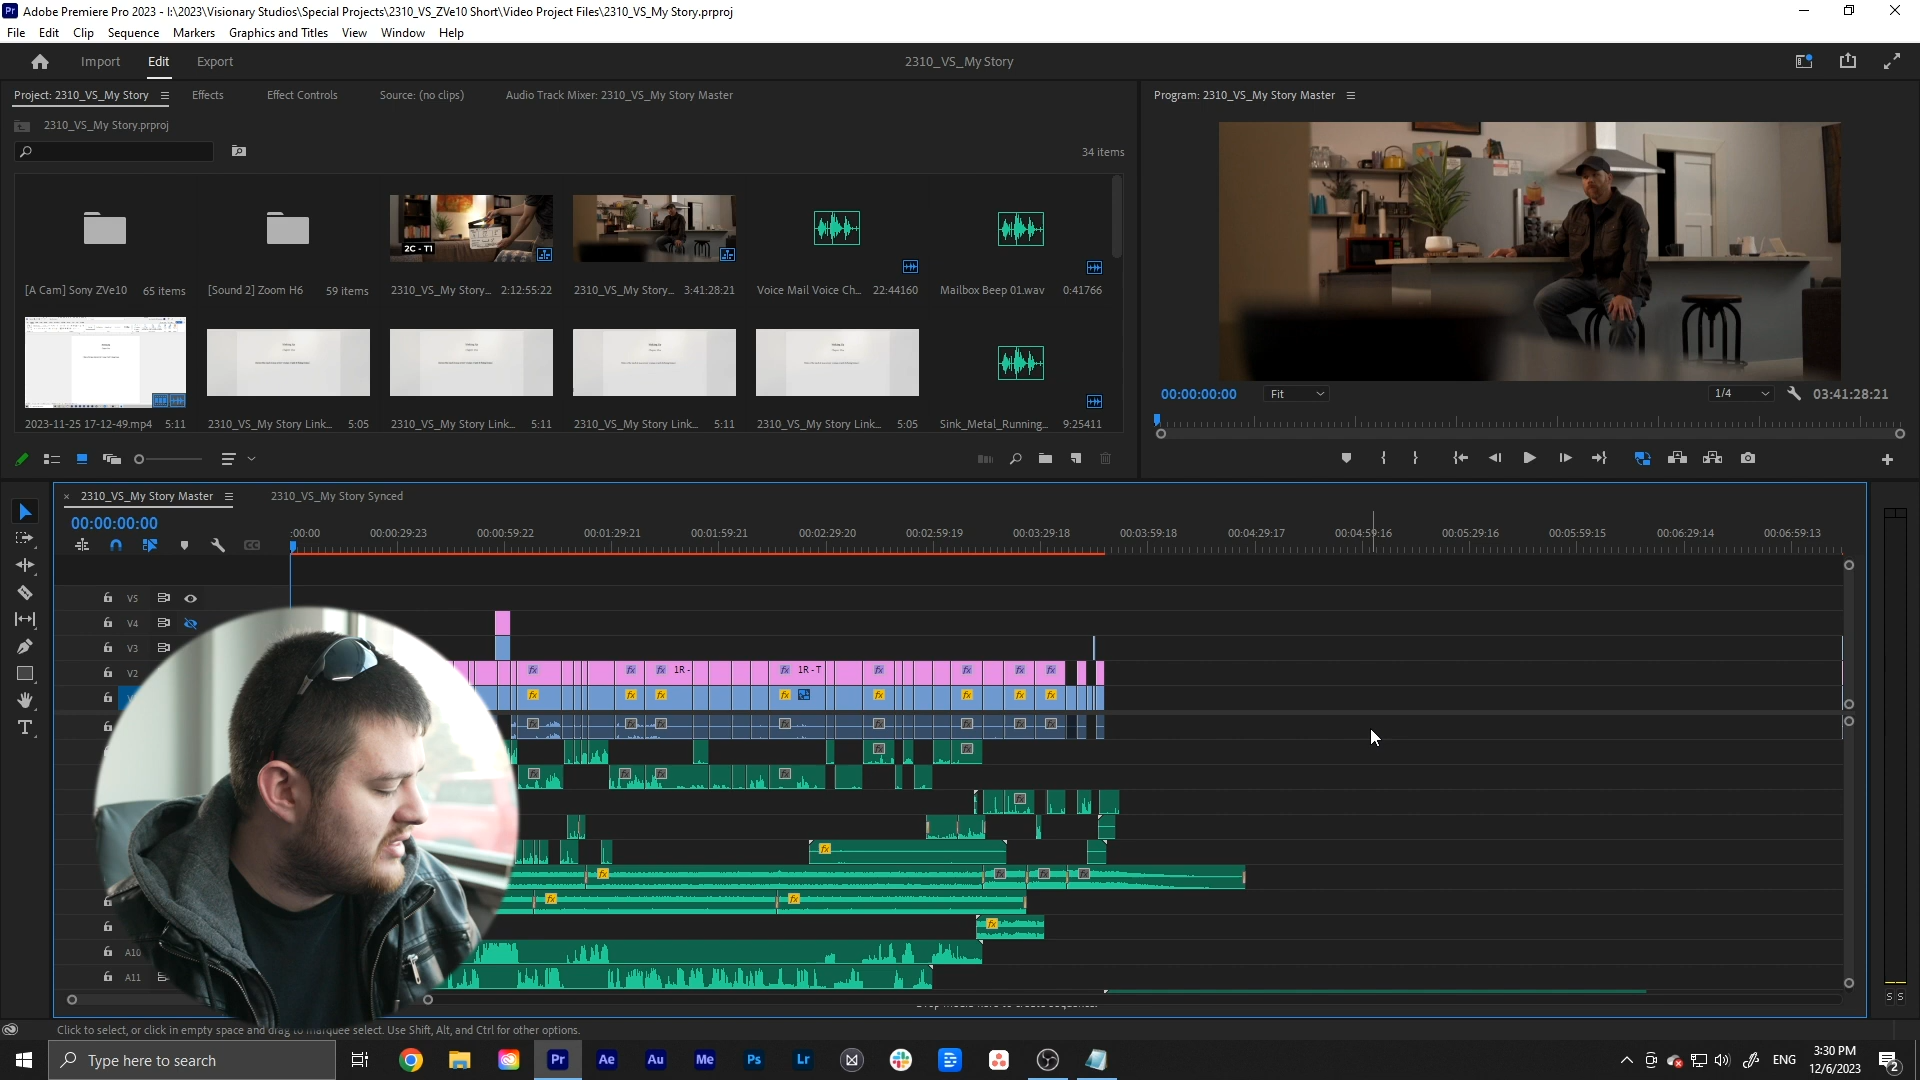 Adobe Premiere Pro 2023 - I:\2023\Visionary Studios\Special Projects\2310_VS_ZVe10 Short\Video Project Files\2310_VS_My Story.prproj
File Edit Clip Sequence Markers Graphics and Titles View Window Help
Import Edit Export 2310_VS_My Story
Project: 2310_VS_My Story Effects Effect Controls Source: (no clips) Audio Track Mixer: 2310_VS_My Story Master
Program: 2310_VS_My Story Master
2310_VS_My Story.prproj
34 items
2C - T1
[A Cam] Sony ZVe10 65 items [Sound 2] Zoom H6 59 items 2310_VS_My Story... 2:12:55:22 2310_VS_My Story... 3:41:28:21 Voice Mail Voice Ch... 22:44160 Mailbox Beep 01.wav 0:41766
2023-11-25 17-12-49.mp4 5:11 2310_VS_My Story Link... 5:05 2310_VS_My Story Link... 5:11 2310_VS_My Story Link... 5:11 2310_VS_My Story Link... 5:05 Sink_Metal_Running... 9:25411
00:00:00:00 Fit 1/4 03:41:28:21
2310_VS_My Story Master 2310_VS_My Story Synced
00:00:00:00
:00:00 00:00:29:23 00:00:59:22 00:01:29:21 00:01:59:21 00:02:29:20 00:02:59:19 00:03:29:18 00:03:59:18 00:04:29:17 00:04:59:16 00:05:29:16 00:05:59:15 00:06:29:14 00:06:59:13
V5
V4
V3
V2
1R - 1R - T
A10
A11
S S
Click to select, or click in empty space and drag to marquee select. Use Shift, Alt, and Ctrl for other options.
Type here to search
Pr Ae Au Me Ps Lr
ENG
3:30 PM
12/6/2023
2